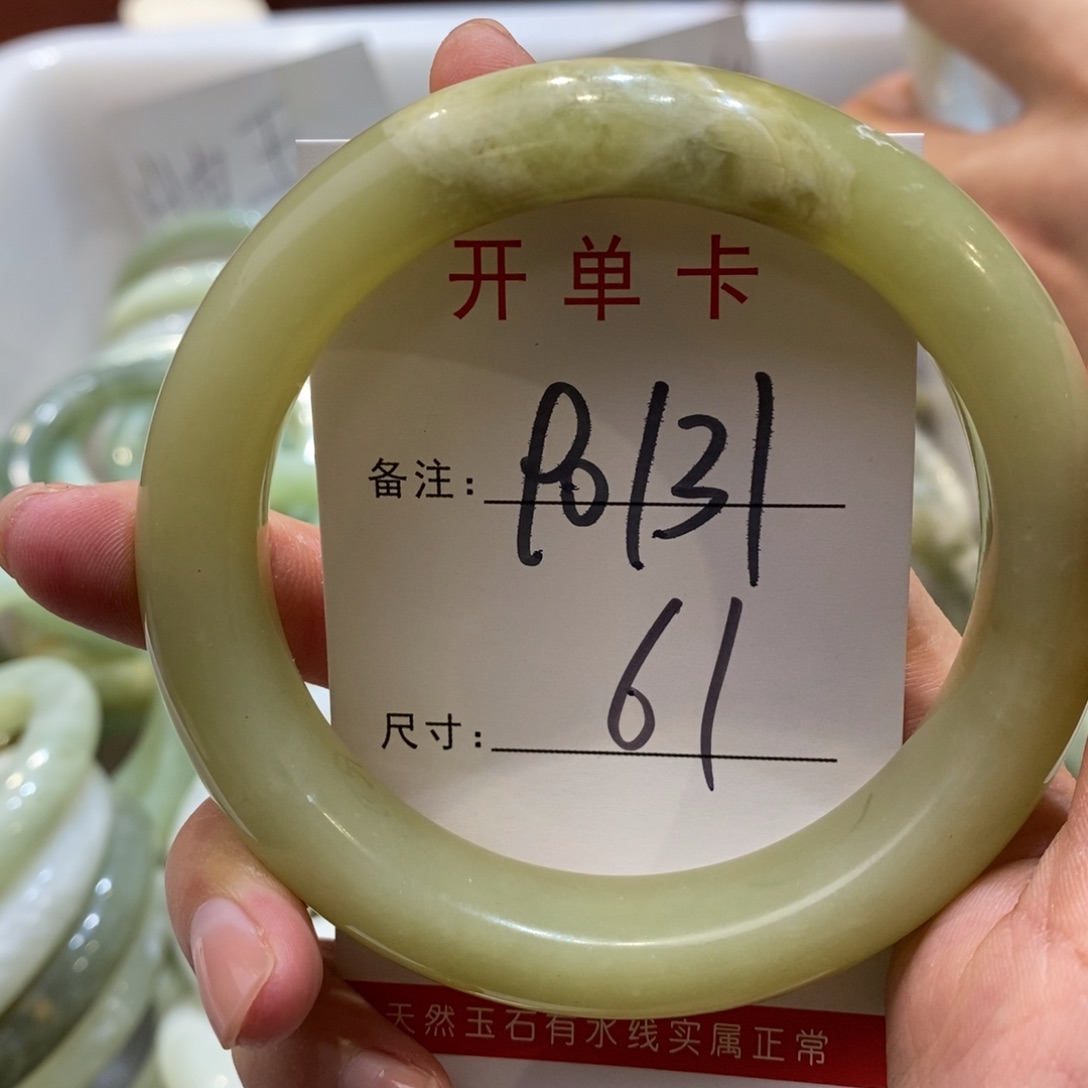 开单卡
备注: P0131
尺寸: 61
天然玉石有水线实属正常